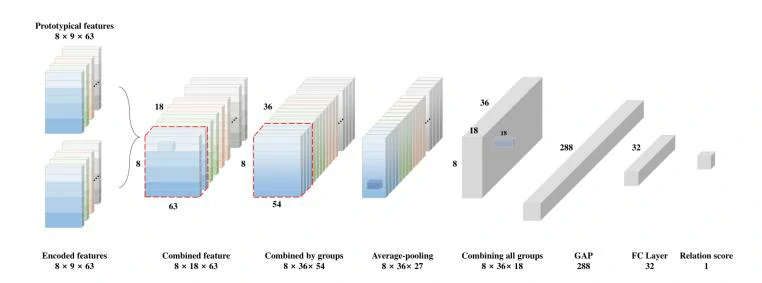 Prototypical features
8 × 9 × 63
18
8
63
36
8
54
36
18
18
8
288
32
Encoded features
8 × 9 × 63
Combined feature
8 × 18 × 63
Combined by groups
8 × 36× 54
Average-pooling
8 × 36× 27
Combining all groups
8 × 36× 18
GAP
288
FC Layer
32
Relation score
1